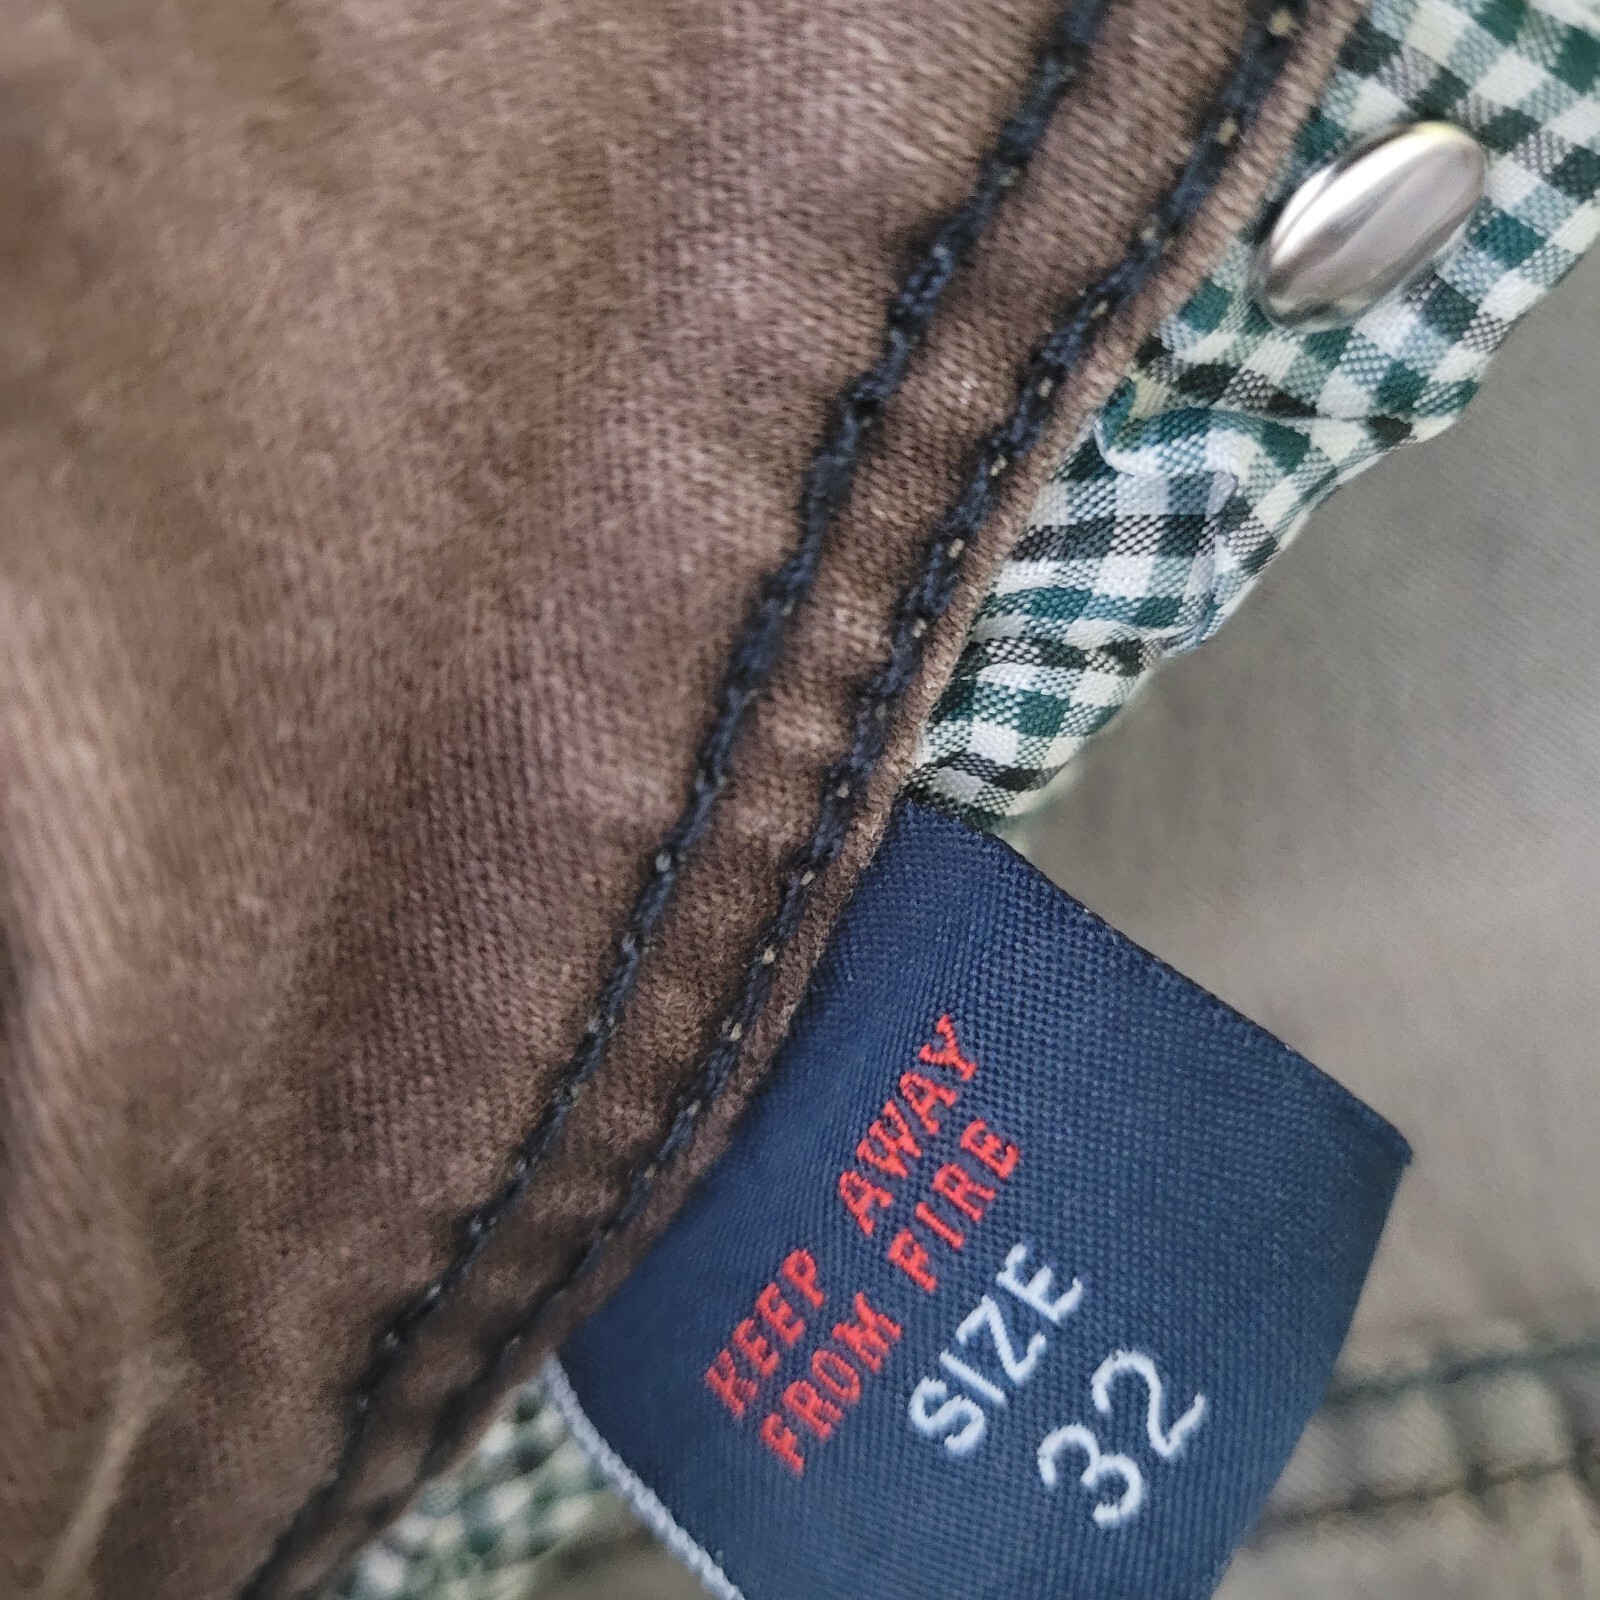 KEEP AWAY
FROM FIRE
SIZE
32